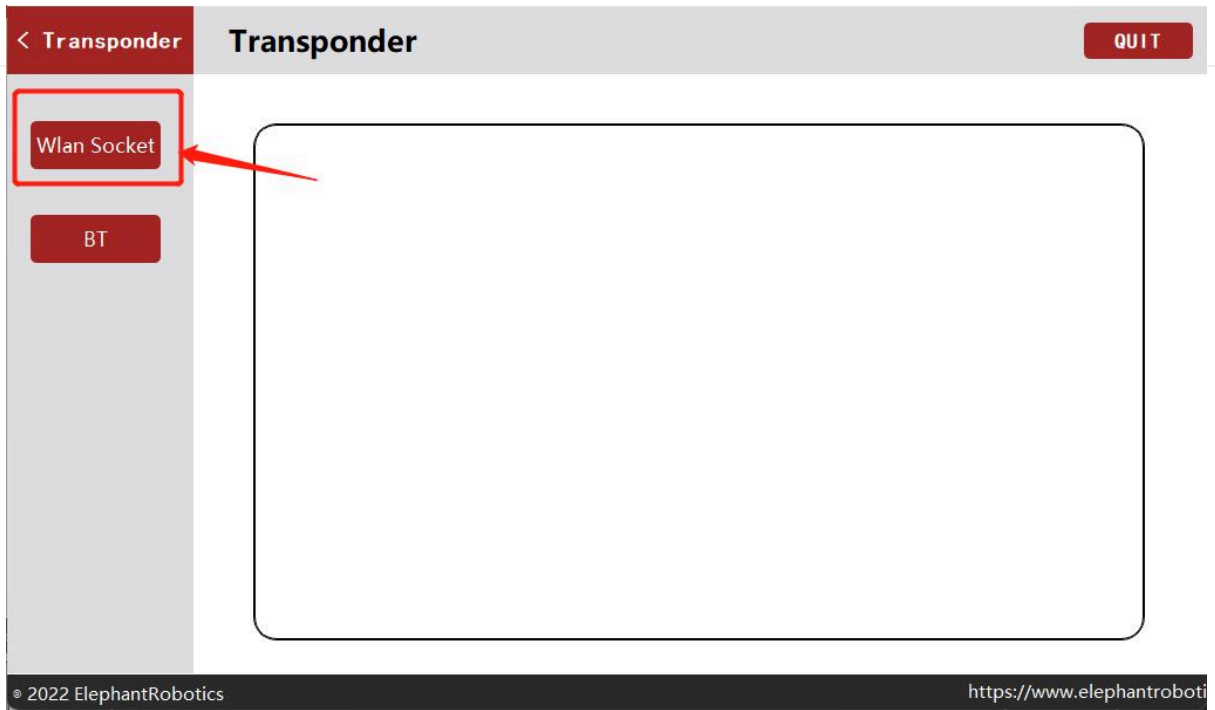 < Transponder
Transponder
QUIT
Wlan Socket
BT
© 2022 ElephantRobotics
https://www.elephantroboti